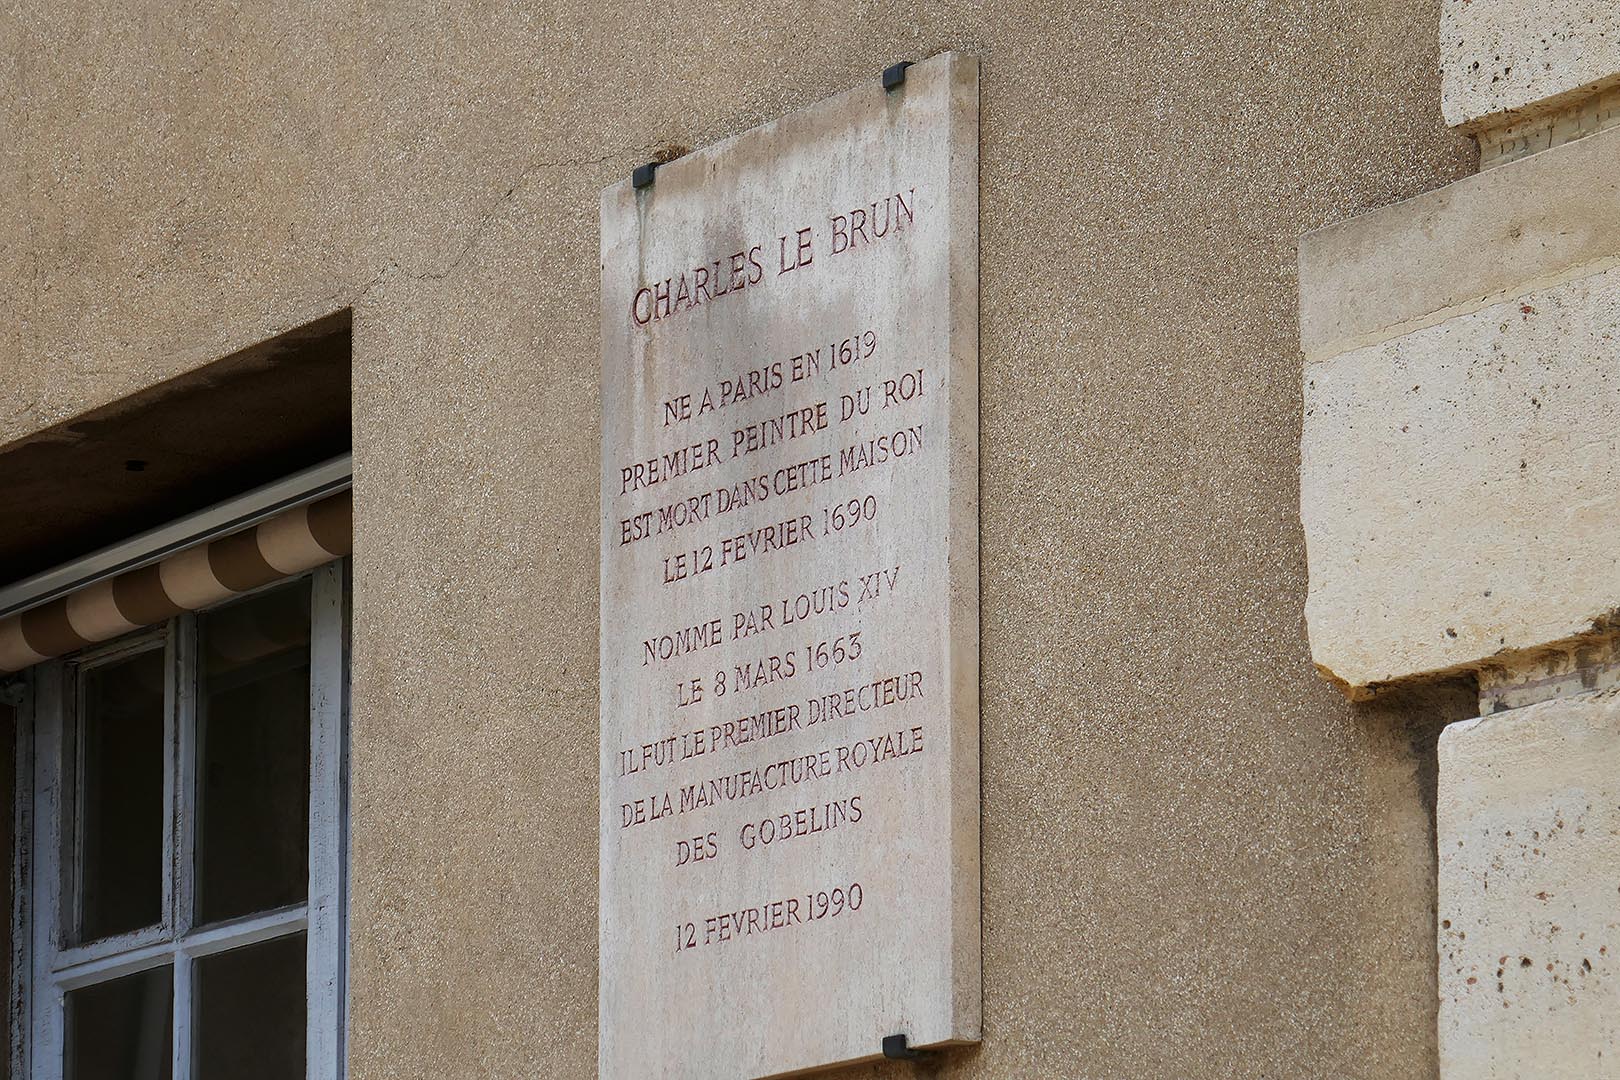 CHARLES LE BRUN
NE A PARIS EN 1619
PREMIER PEINTRE DU ROI
EST MORT DANS CETTE MAISON
LE 12 FEVRIER 1690
NOMME PAR LOUIS XIV
LE 8 MARS 1663
IL FUT LE PREMIER DIRECTEUR
DE LA MANUFACTURE ROYALE
DES GOBELINS
12 FEVRIER 1990